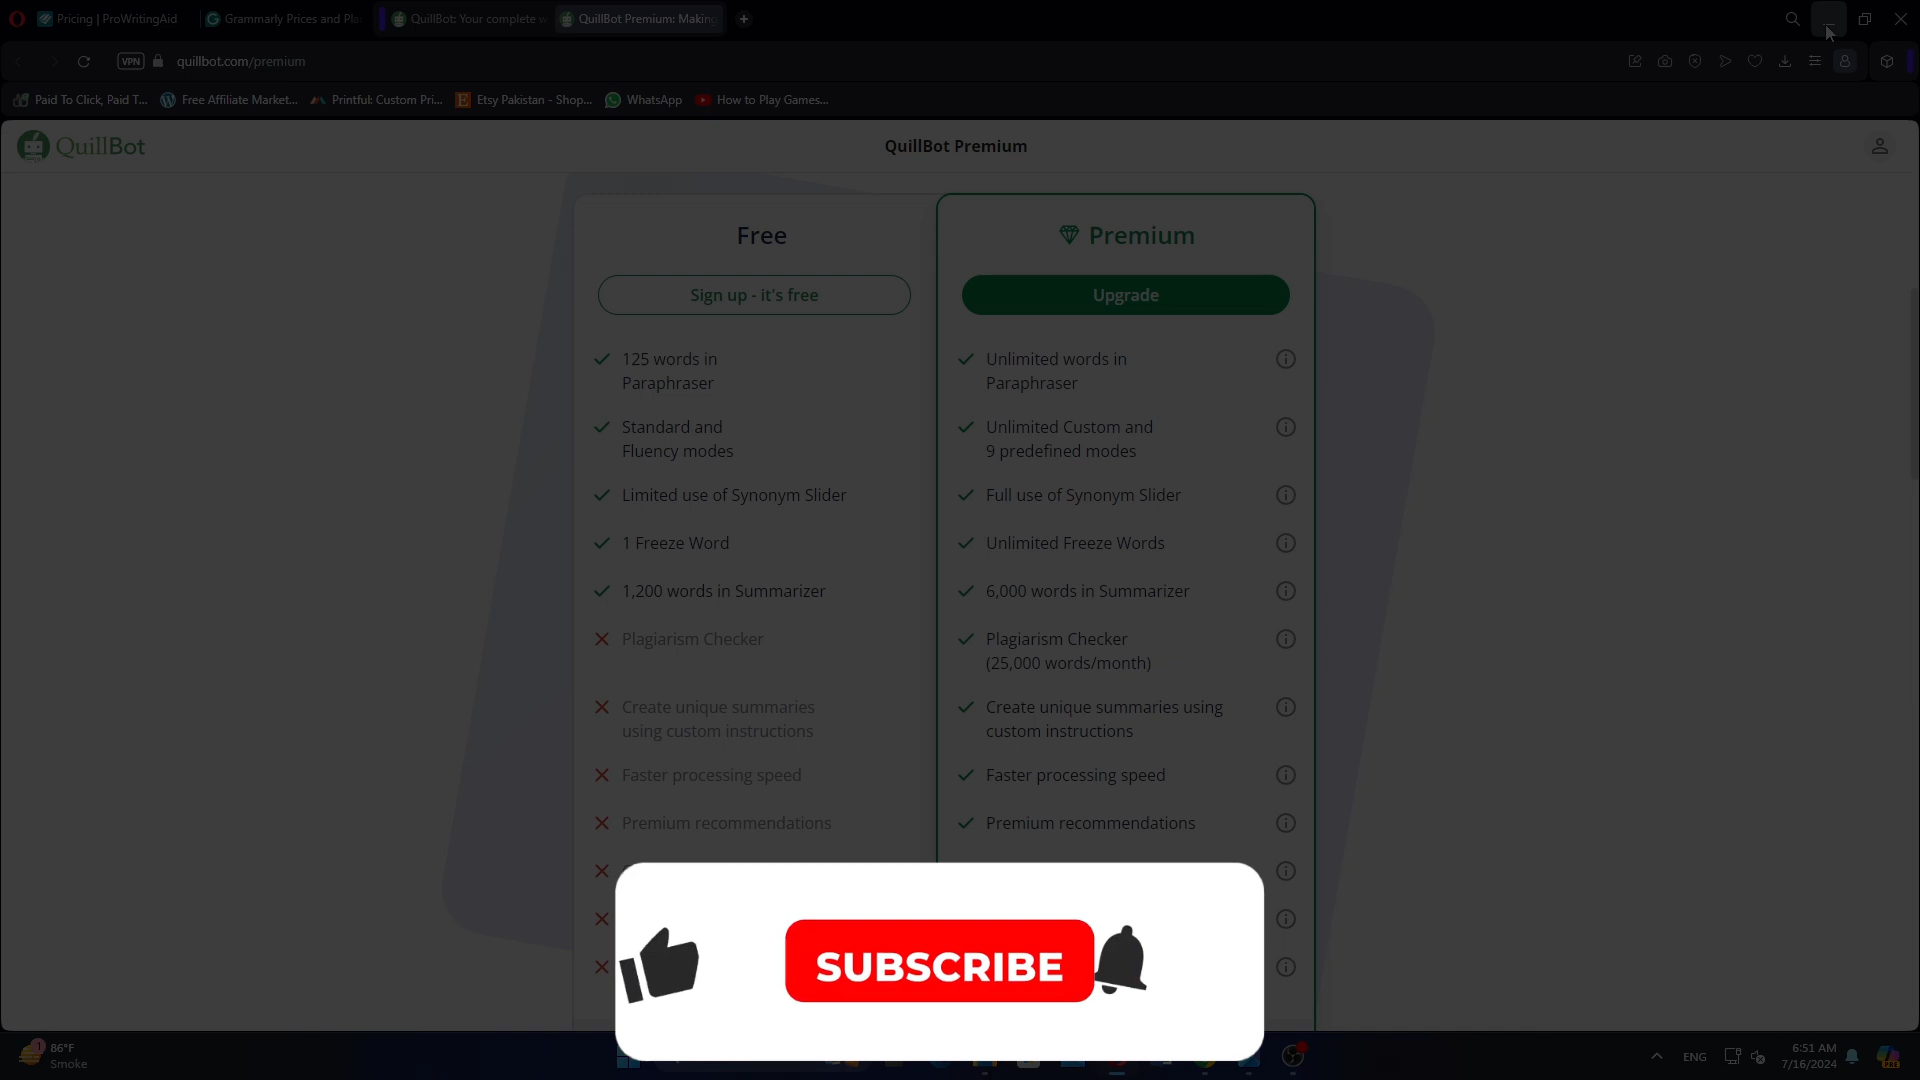 Pricing | ProWritingAid
Grammarly Prices and Pla
QuillBot: Your complete w
QuillBot Premium: Making
VPN
quillbot.com/premium
Paid To Click, Paid T...
Free Affiliate Market...
Printful: Custom Pri...
Etsy Pakistan - Shop...
WhatsApp
How to Play Games...
QuillBot
QuillBot Premium
Free
Premium
Sign up - it's free
Upgrade
125 words in
Paraphraser
Unlimited words in
Paraphraser
Standard and
Fluency modes
Unlimited Custom and
9 predefined modes
Limited use of Synonym Slider
Full use of Synonym Slider
1 Freeze Word
Unlimited Freeze Words
1,200 words in Summarizer
6,000 words in Summarizer
Plagiarism Checker
Plagiarism Checker
(25,000 words/month)
Create unique summaries
using custom instructions
Create unique summaries using
custom instructions
Faster processing speed
Faster processing speed
Premium recommendations
Premium recommendations
SUBSCRIBE
1
86°F
Smoke
ENG
6:51 AM
7/16/2024
PRE